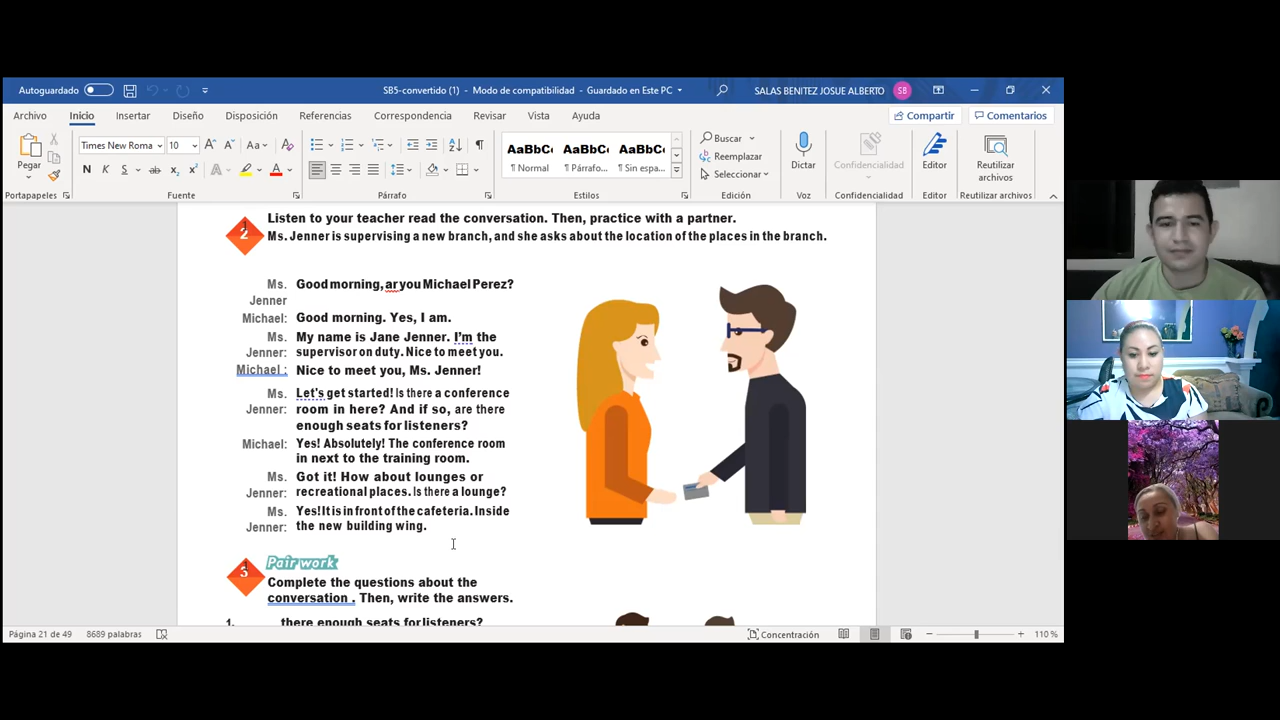 Autoguardado
SB5-convertido (1) - Modo de compatibilidad - Guardado en Este PC
SALAS BENITEZ JOSUE ALBERTO
SB
Archivo Inicio Insertar Diseño Disposición Referencias Correspondencia Revisar Vista Ayuda
Compartir Comentarios
Pegar
Times New Roma 10
Aa
N K S ab x₂ x² A A
AaBbCc AaBbCc AaBbCc
¶ Normal ¶ Párrafo... ¶ Sin espa...
Buscar
Reemplazar
Seleccionar
Dictar
Confidencialidad
Editor
Reutilizar
archivos
Portapapeles Fuente Párrafo Estilos Edición Voz Confidencialidad Editor Reutilizar archivos
2
Listen to your teacher read the conversation. Then, practice with a partner.
Ms. Jenner is supervising a new branch, and she asks about the location of the places in the branch.
Ms. Good morning, ar you Michael Perez?
Jenner
Michael: Good morning. Yes, I am.
Ms. My name is Jane Jenner. I'm the
Jenner: supervisor on duty. Nice to meet you.
Michael : Nice to meet you, Ms. Jenner!
Ms. Let's get started! Is there a conference
Jenner: room in here? And if so, are there
enough seats for listeners?
Michael: Yes! Absolutely! The conference room
in next to the training room.
Ms. Got it! How about lounges or
Jenner: recreational places. Is there a lounge?
Ms. Yes! It is in front of the cafeteria. Inside
Jenner: the new building wing.
3
Pair work
Complete the questions about the
conversation . Then, write the answers.
1. there enough seats for listeners?
Página 21 de 49 8689 palabras
Concentración
110 %